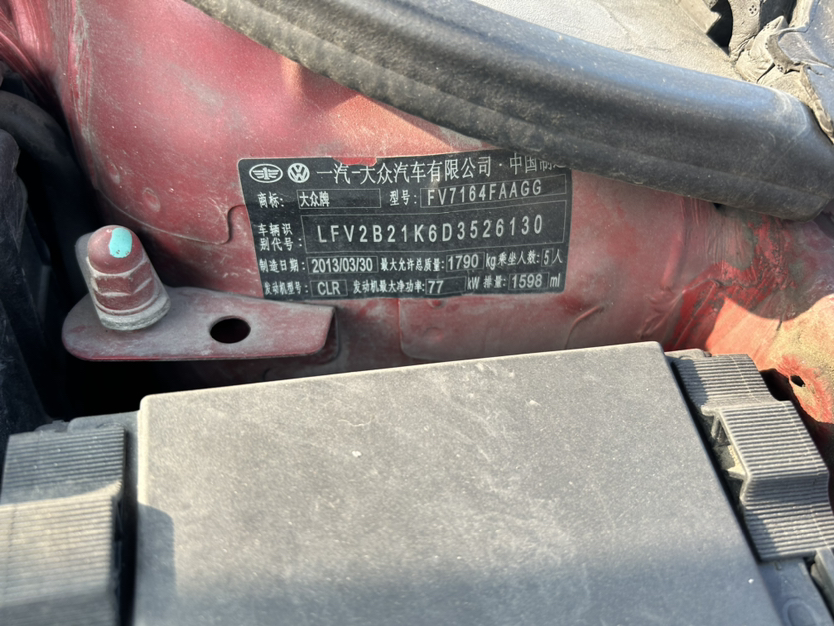 一汽-大众汽车有限公司·中国制造
商标: 大众牌 型号: FV7164FAAGG
车辆识别代号: LFV2B21K6D3526130
制造日期: 2013/03/30 最大允许总质量: 1790 kg 乘坐人数: 5人
发动机型号: CLR 发动机最大净功率: 77 kW 排量: 1598 ml